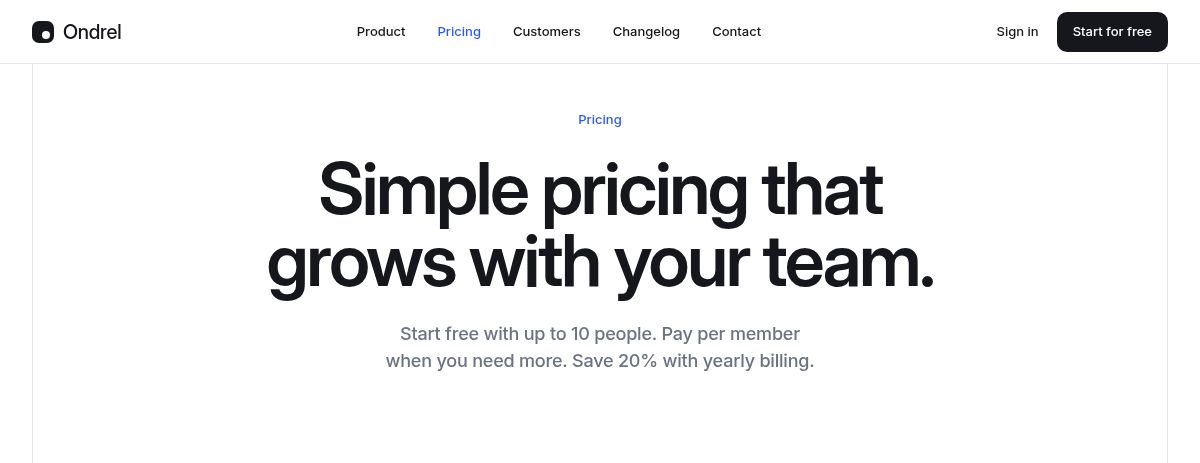 Ondrel
Product
Pricing
Customers
Changelog
Contact
Sign in
Start for free
Pricing
Simple pricing that
grows with your team.
Start free with up to 10 people. Pay per member
when you need more. Save 20% with yearly billing.